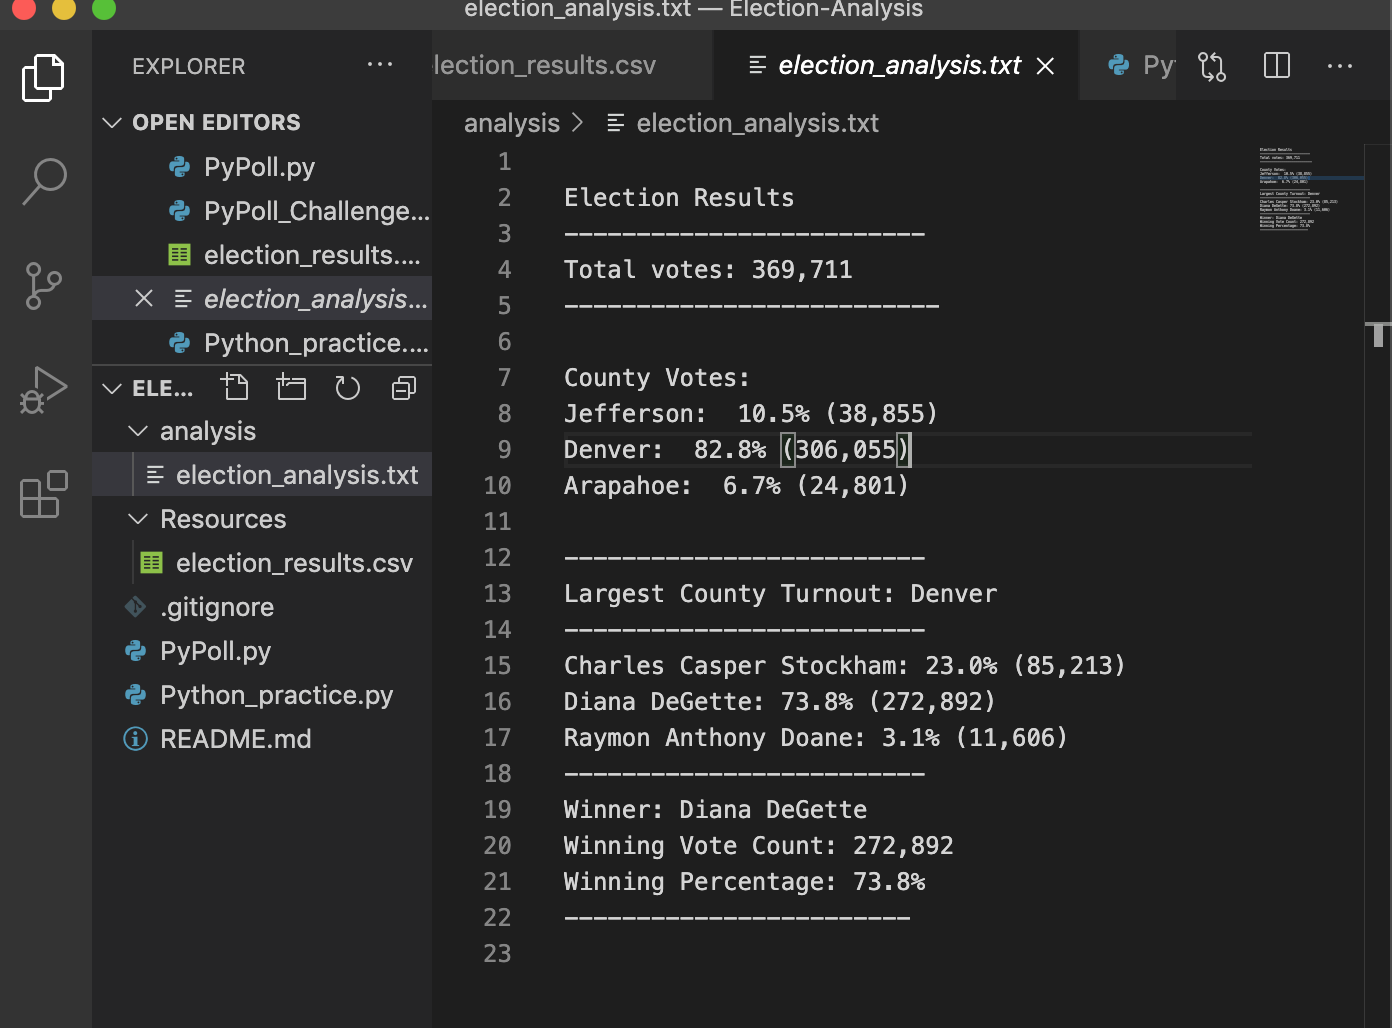 election_analysis.txt — Election-Analysis
EXPLORER
OPEN EDITORS
PyPoll.py
PyPoll_Challenge...
election_results....
election_analysis...
Python_practice....
ELE...
analysis
election_analysis.txt
Resources
election_results.csv
.gitignore
PyPoll.py
Python_practice.py
README.md
lection_results.csv
election_analysis.txt
Py
analysis > election_analysis.txt
1
2 Election Results
3 -------------------------
4 Total votes: 369,711
5 --------------------------
6
7 County Votes:
8 Jefferson:  10.5% (38,855)
9 Denver:  82.8% (306,055)
10 Arapahoe:  6.7% (24,801)
11
12 -------------------------
13 Largest County Turnout: Denver
14 -------------------------
15 Charles Casper Stockham: 23.0% (85,213)
16 Diana DeGette: 73.8% (272,892)
17 Raymon Anthony Doane: 3.1% (11,606)
18 -------------------------
19 Winner: Diana DeGette
20 Winning Vote Count: 272,892
21 Winning Percentage: 73.8%
22 ------------------------
23